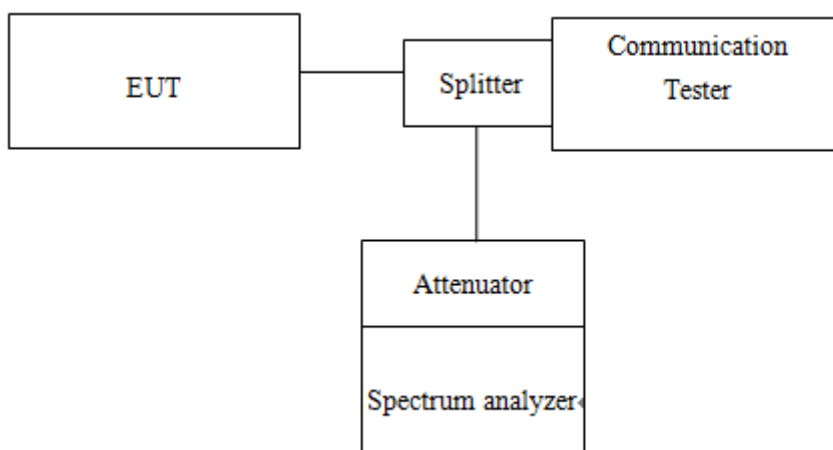 EUT
Splitter
Communication
Tester
Attenuator
Spectrum analyzer